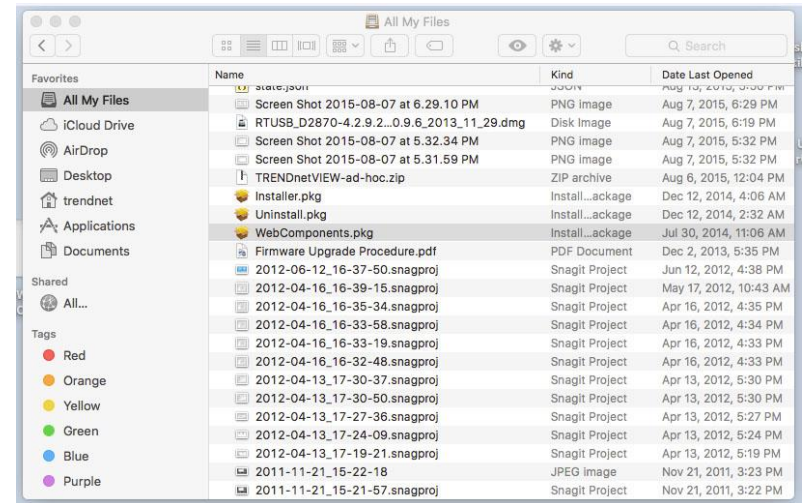 All My Files
Search
Favorites
All My Files
iCloud Drive
AirDrop
Desktop
trendnet
Applications
Documents
Shared
All...
Tags
Red
Orange
Yellow
Green
Blue
Purple
Name Kind Date Last Opened
state.json JSON Aug 13, 2015, 3:50 PM
Screen Shot 2015-08-07 at 6.29.10 PM PNG image Aug 7, 2015, 6:29 PM
RTUSB_D2870-4.2.9.2...0.9.6_2013_11_29.dmg Disk Image Aug 7, 2015, 6:19 PM
Screen Shot 2015-08-07 at 5.32.34 PM PNG image Aug 7, 2015, 5:32 PM
Screen Shot 2015-08-07 at 5.31.59 PM PNG image Aug 7, 2015, 5:32 PM
TRENDnetVIEW-ad-hoc.zip ZIP archive Aug 6, 2015, 12:04 PM
Installer.pkg Install...ackage Dec 12, 2014, 4:06 AM
Uninstall.pkg Install...ackage Dec 12, 2014, 2:32 AM
WebComponents.pkg Install...ackage Jul 30, 2014, 11:06 AM
Firmware Upgrade Procedure.pdf PDF Document Dec 2, 2013, 5:35 PM
2012-06-12_16-37-50.snagproj Snagit Project Jun 12, 2012, 4:38 PM
2012-04-16_16-39-15.snagproj Snagit Project May 17, 2012, 10:43 AM
2012-04-16_16-35-34.snagproj Snagit Project Apr 16, 2012, 4:35 PM
2012-04-16_16-33-58.snagproj Snagit Project Apr 16, 2012, 4:34 PM
2012-04-16_16-33-19.snagproj Snagit Project Apr 16, 2012, 4:33 PM
2012-04-16_16-32-48.snagproj Snagit Project Apr 16, 2012, 4:33 PM
2012-04-13_17-30-37.snagproj Snagit Project Apr 13, 2012, 5:30 PM
2012-04-13_17-30-50.snagproj Snagit Project Apr 13, 2012, 5:30 PM
2012-04-13_17-27-36.snagproj Snagit Project Apr 13, 2012, 5:27 PM
2012-04-13_17-24-09.snagproj Snagit Project Apr 13, 2012, 5:24 PM
2012-04-13_17-19-21.snagproj Snagit Project Apr 13, 2012, 5:19 PM
2011-11-21_15-22-18 JPEG image Nov 21, 2011, 3:23 PM
2011-11-21_15-21-57.snagproj Snagit Project Nov 21, 2011, 3:22 PM